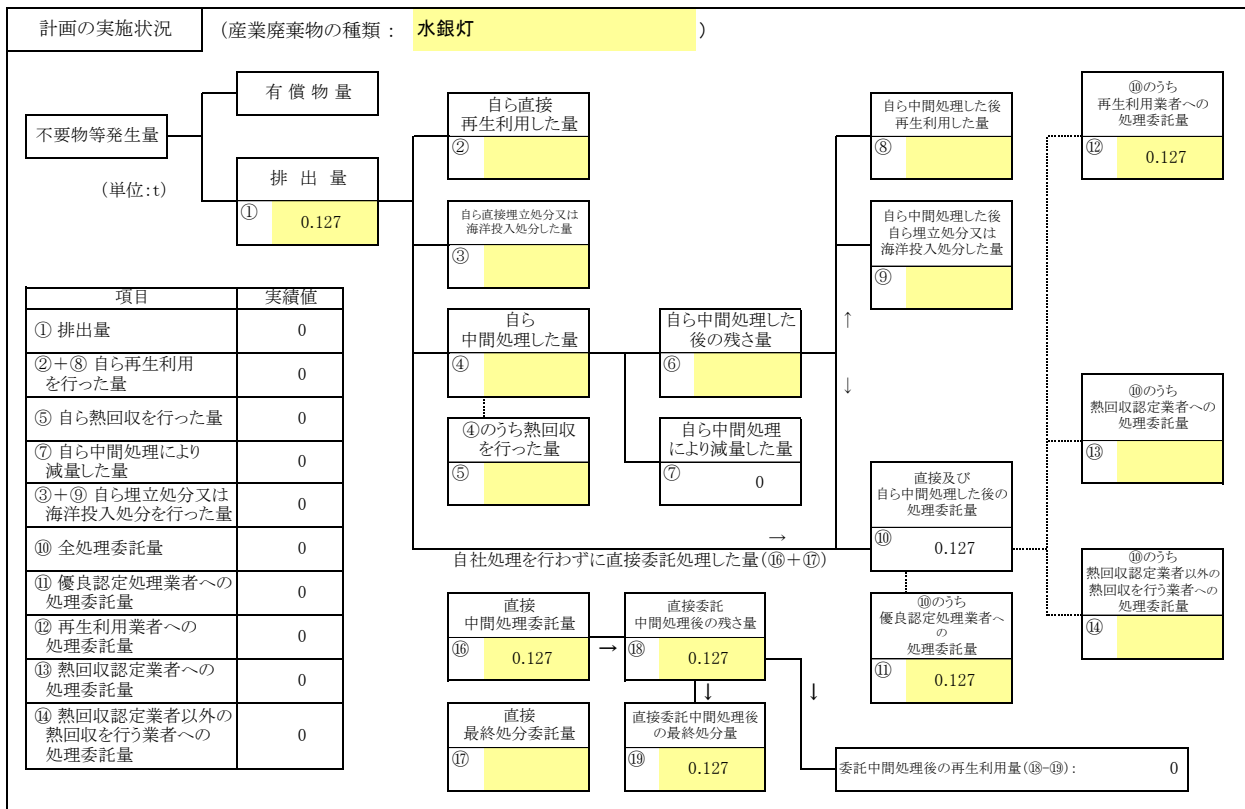 計画の実施状況
(産業廃棄物の種類： 水銀灯 )
不要物等発生量
(単位:t)
有償物量
排出量
① 0.127
自ら直接
再生利用した量
②
自ら直接埋立処分又は
海洋投入処分した量
③
自ら
中間処理した量
④
④のうち熱回収
を行った量
⑤
自ら中間処理した
後の残さ量
⑥
自ら中間処理
により減量した量
⑦ 0
自ら中間処理した後
再生利用した量
⑧
自ら中間処理した後
自ら埋立処分又は
海洋投入処分した量
⑨
↑
↓
直接及び
自ら中間処理した後の
処理委託量
⑩ 0.127
⑩のうち
優良認定処理業者へ
の
処理委託量
⑪ 0.127
⑩のうち
再生利用業者への
処理委託量
⑫ 0.127
⑩のうち
熱回収認定業者への
処理委託量
⑬
⑩のうち
熱回収認定業者以外の
熱回収を行う業者への
処理委託量
⑭
→
自社処理を行わずに直接委託処理した量(⑯＋⑰)
直接
中間処理委託量
⑯ 0.127
→
直接委託
中間処理後の残さ量
⑱ 0.127
↓
↓
直接
最終処分委託量
⑰
直接委託中間処理後
の最終処分量
⑲ 0.127
委託中間処理後の再生利用量(⑱-⑲)： 0
項目 実績値
① 排出量 0
②＋⑧ 自ら再生利用
を行った量 0
⑤ 自ら熱回収を行った量 0
⑦ 自ら中間処理により
減量した量 0
③＋⑨ 自ら埋立処分又は
海洋投入処分を行った量 0
⑩ 全処理委託量 0
⑪ 優良認定処理業者への
処理委託量 0
⑫ 再生利用業者への
処理委託量 0
⑬ 熱回収認定業者への
処理委託量 0
⑭ 熱回収認定業者以外の
熱回収を行う業者への
処理委託量 0